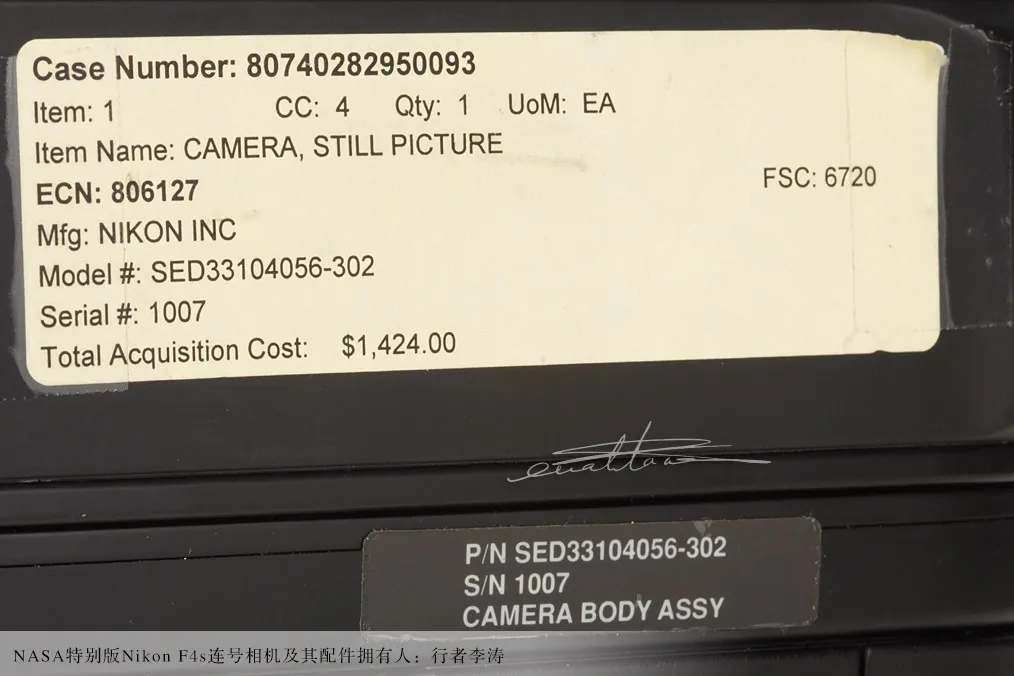 Case Number: 80740282950093
Item: 1 CC: 4 Qty: 1 UoM: EA
Item Name: CAMERA, STILL PICTURE
ECN: 806127
FSC: 6720
Mfg: NIKON INC
Model #: SED33104056-302
Serial #: 1007
Total Acquisition Cost: $1,424.00
P/N SED33104056-302
S/N 1007
CAMERA BODY ASSY
NASA特别版Nikon F4s连号相机及其配件拥有人：行者李涛